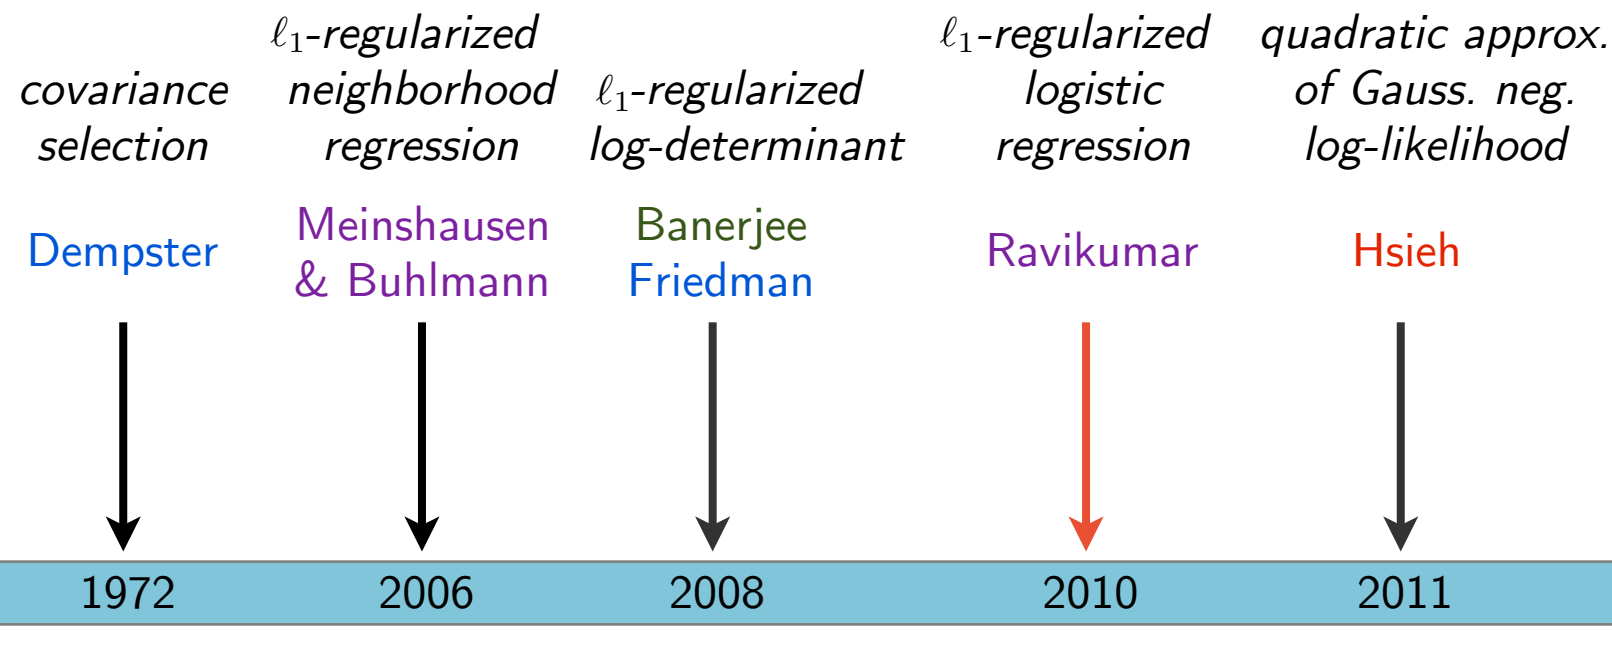 covariance
selection
Dempster
1972
ℓ₁-regularized
neighborhood
regression
Meinshausen
& Buhlmann
2006
ℓ₁-regularized
log-determinant
Banerjee
Friedman
2008
ℓ₁-regularized
logistic
regression
Ravikumar
2010
quadratic approx.
of Gauss. neg.
log-likelihood
Hsieh
2011